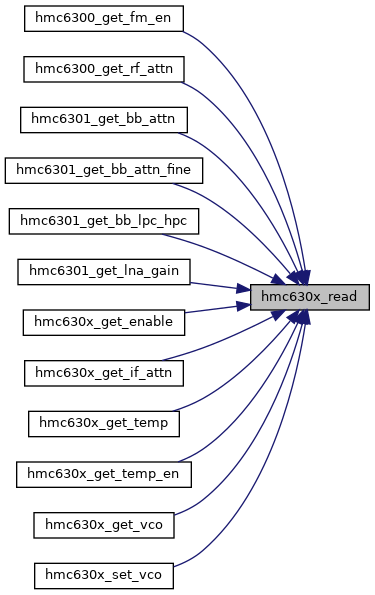 hmc6300_get_fm_en
hmc6300_get_rf_attn
hmc6301_get_bb_attn
hmc6301_get_bb_attn_fine
hmc6301_get_bb_lpc_hpc
hmc6301_get_lna_gain
hmc630x_read
hmc630x_get_enable
hmc630x_get_if_attn
hmc630x_get_temp
hmc630x_get_temp_en
hmc630x_get_vco
hmc630x_set_vco